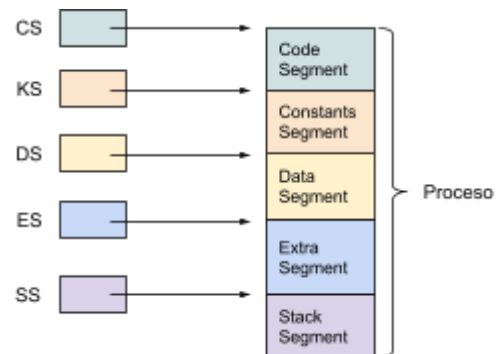 CS
Code
Segment
KS
Constants
Segment
DS
Data
Segment
Proceso
ES
Extra
Segment
SS
Stack
Segment